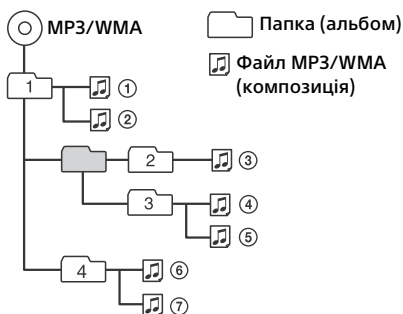 MP3/WMA
Папка (альбом)
Файл MP3/WMA
(композиція)
1
①
②
2
③
3
④
⑤
4
⑥
⑦